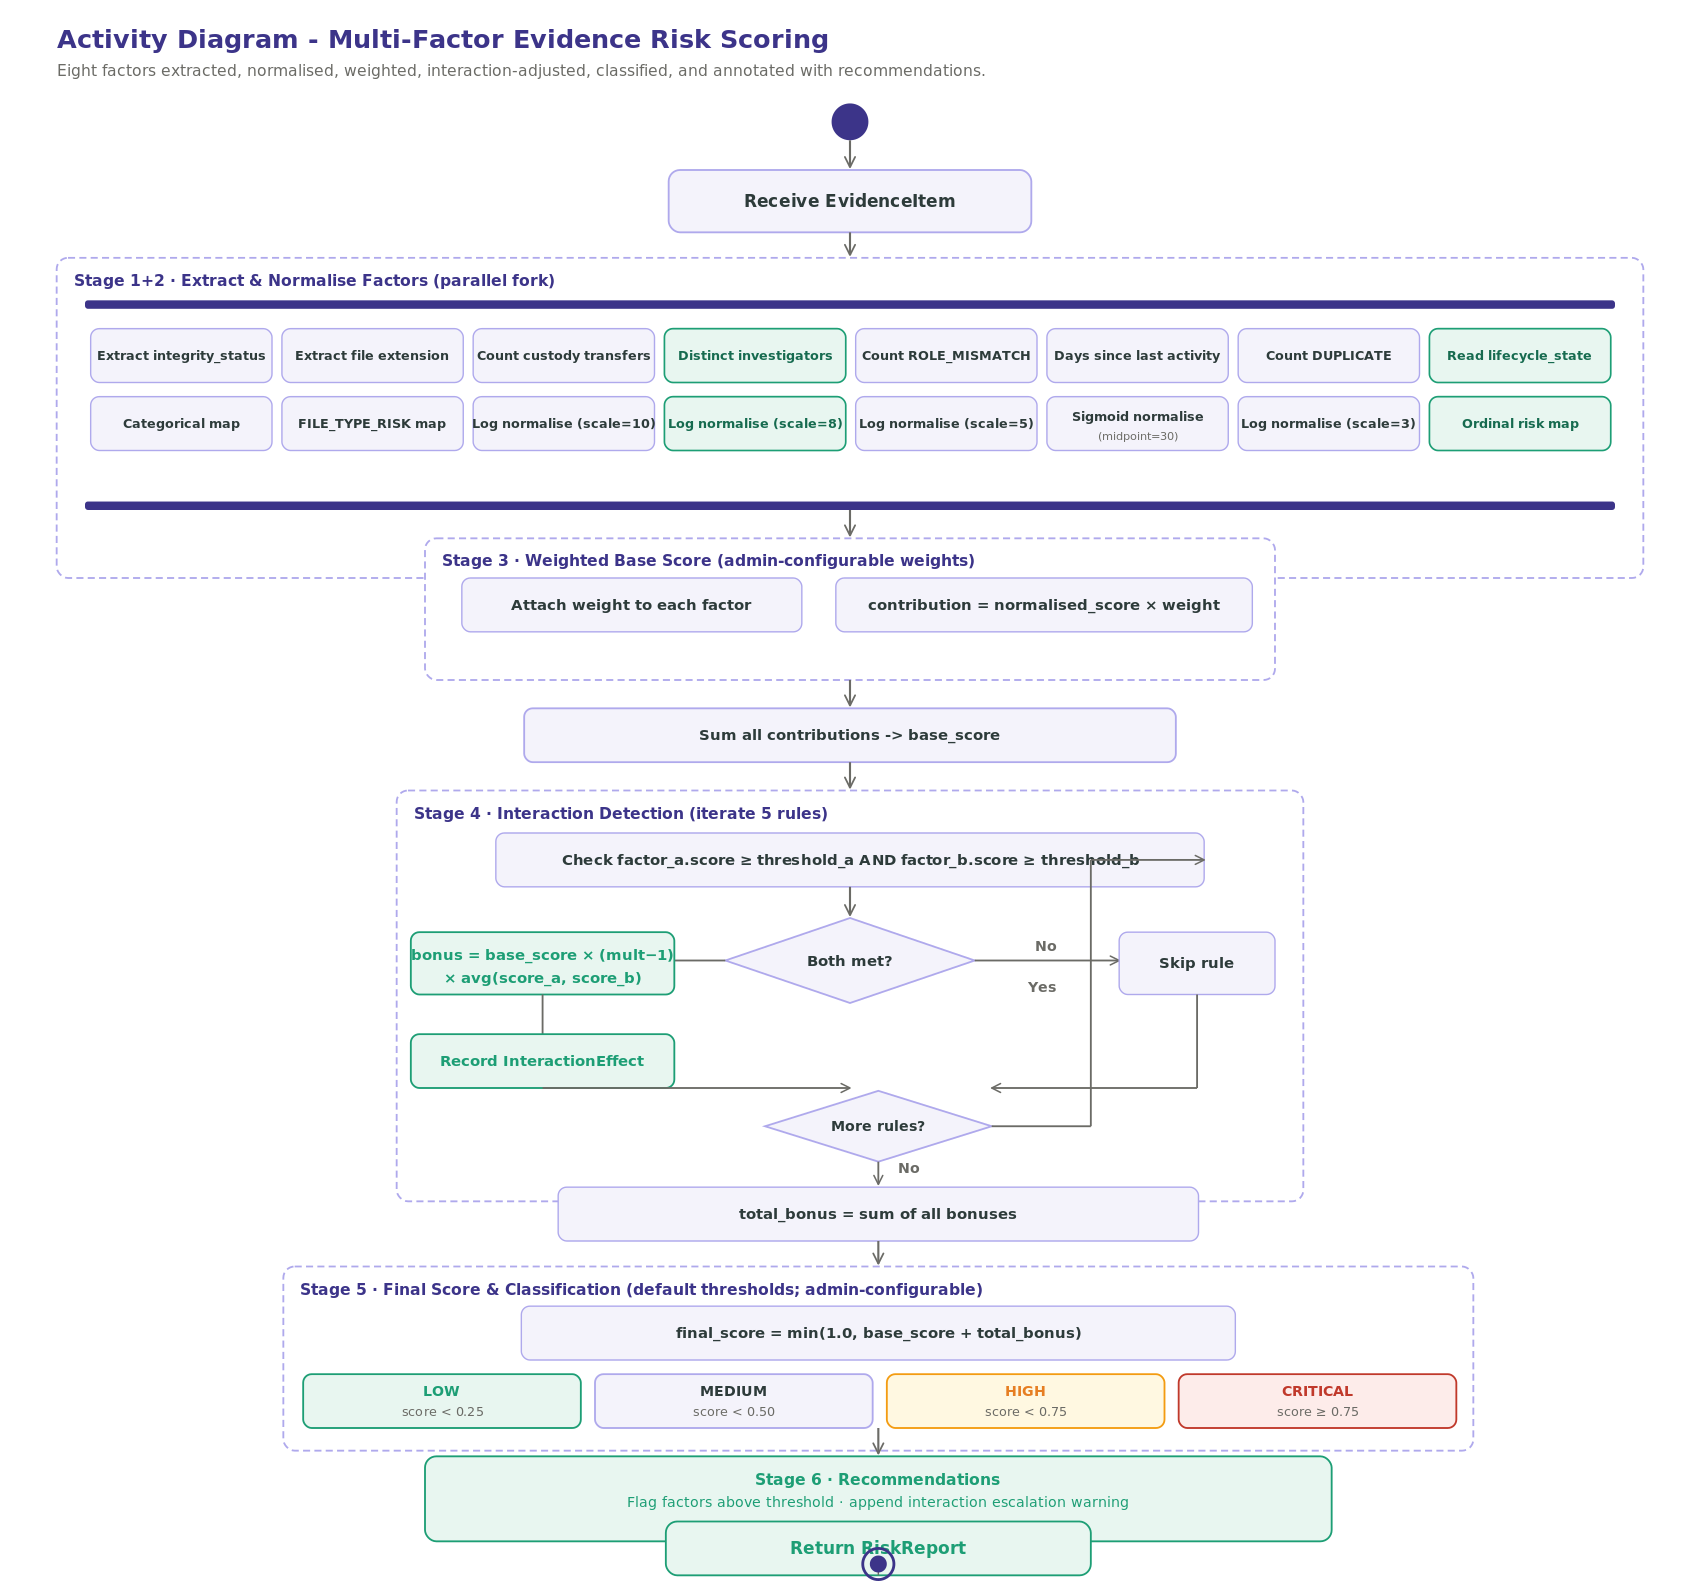 Activity Diagram - Multi-Factor Evidence Risk Scoring
Eight factors extracted, normalised, weighted, interaction-adjusted, classified, and annotated with recommendations.
Receive EvidenceItem
Stage 1+2 · Extract & Normalise Factors (parallel fork)
Extract integrity_status
Extract file extension
Count custody transfers
Distinct investigators
Count ROLE_MISMATCH
Days since last activity
Count DUPLICATE
Read lifecycle_state
Categorical map
FILE_TYPE_RISK map
Log normalise (scale=10)
Log normalise (scale=8)
Log normalise (scale=5)
Sigmoid normalise
(midpoint=30)
Log normalise (scale=3)
Ordinal risk map
Stage 3 · Weighted Base Score (admin-configurable weights)
Attach weight to each factor
contribution = normalised_score × weight
Sum all contributions -> base_score
Stage 4 · Interaction Detection (iterate 5 rules)
Check factor_a.score ≥ threshold_a AND factor_b.score ≥ threshold_b
bonus = base_score × (mult−1)
× avg(score_a, score_b)
Both met?
No
Yes
Skip rule
Record InteractionEffect
More rules?
No
total_bonus = sum of all bonuses
Stage 5 · Final Score & Classification (default thresholds; admin-configurable)
final_score = min(1.0, base_score + total_bonus)
LOW
score < 0.25
MEDIUM
score < 0.50
HIGH
score < 0.75
CRITICAL
score ≥ 0.75
Stage 6 · Recommendations
Flag factors above threshold · append interaction escalation warning
Return RiskReport